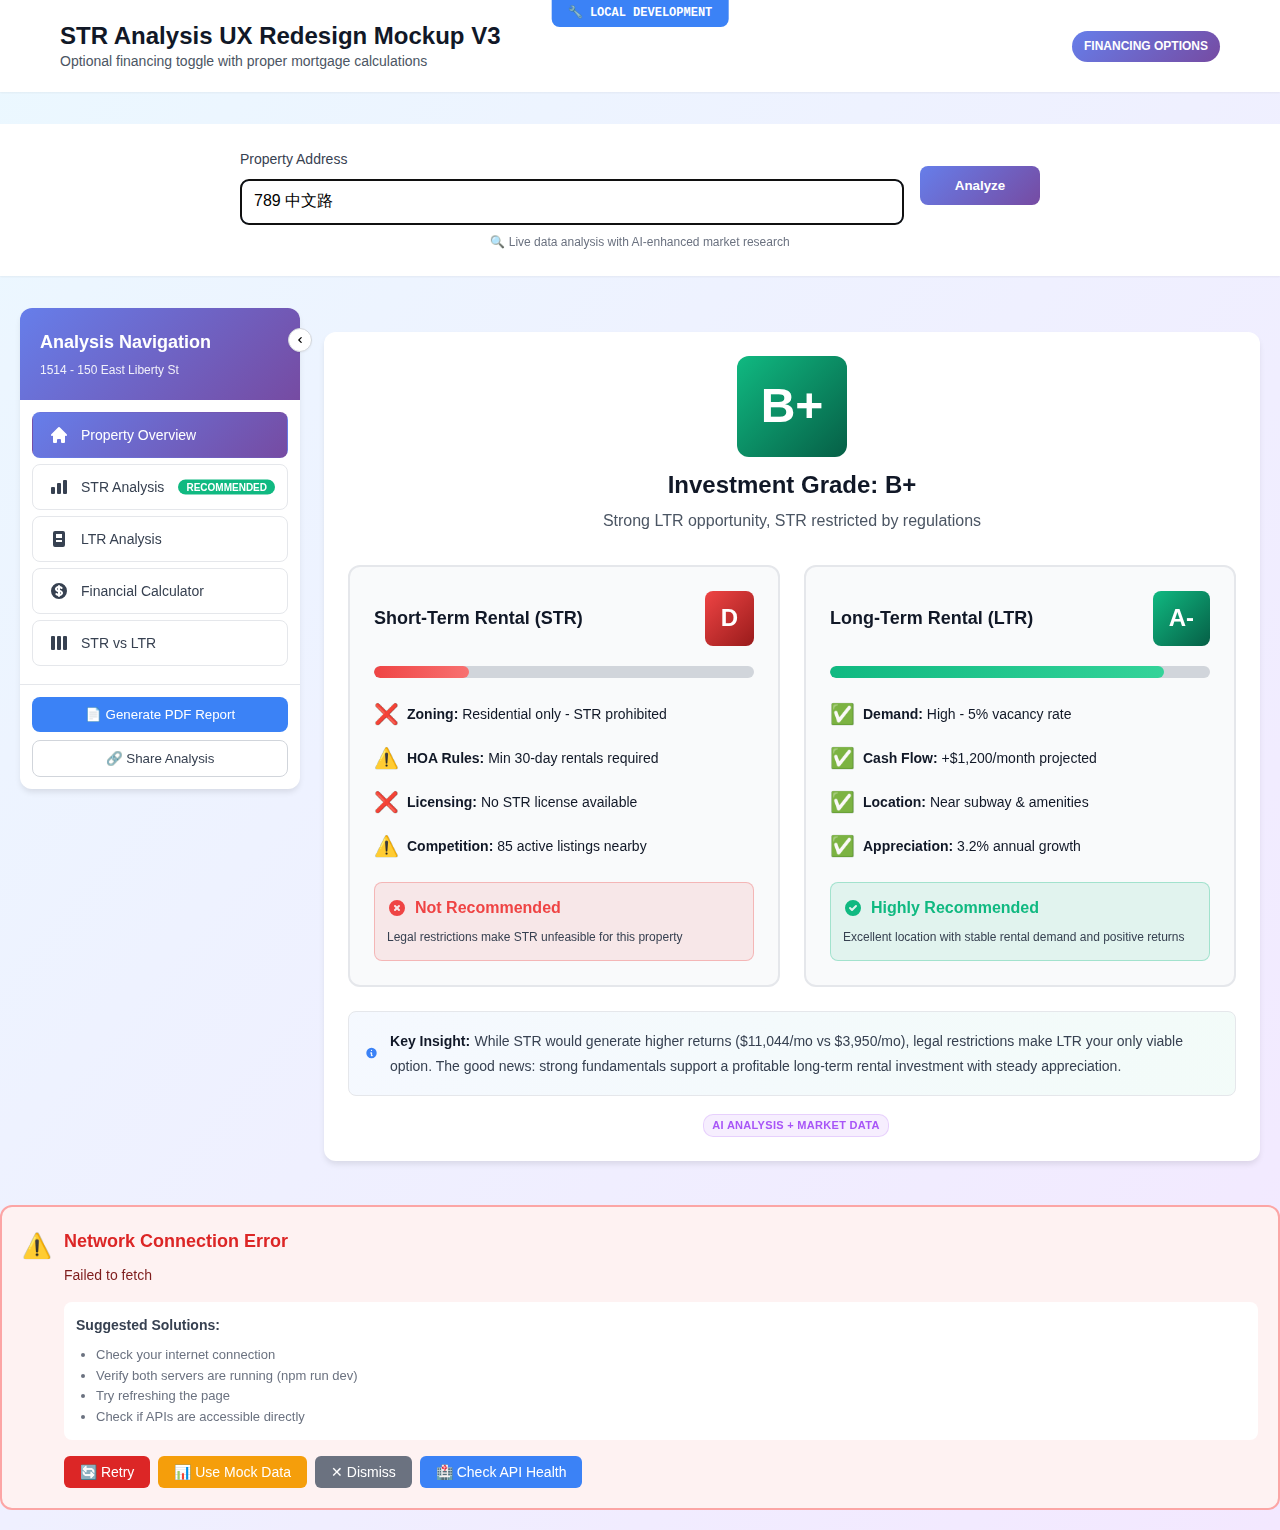 🔧 LOCAL DEVELOPMENT
STR Analysis UX Redesign Mockup V3
Optional financing toggle with proper mortgage calculations
FINANCING OPTIONS
Property Address
789 中文路
Analyze
🔍 Live data analysis with AI-enhanced market research
Analysis Navigation
1514 - 150 East Liberty St
Property Overview
STR Analysis RECOMMENDED
LTR Analysis
Financial Calculator
STR vs LTR
📄 Generate PDF Report
🔗 Share Analysis
B+
Investment Grade: B+
Strong LTR opportunity, STR restricted by regulations
Short-Term Rental (STR)
D
❌ Zoning: Residential only - STR prohibited
⚠️ HOA Rules: Min 30-day rentals required
❌ Licensing: No STR license available
⚠️ Competition: 85 active listings nearby
Not Recommended
Legal restrictions make STR unfeasible for this property
Long-Term Rental (LTR)
A-
✅ Demand: High - 5% vacancy rate
✅ Cash Flow: +$1,200/month projected
✅ Location: Near subway & amenities
✅ Appreciation: 3.2% annual growth
Highly Recommended
Excellent location with stable rental demand and positive returns
Key Insight: While STR would generate higher returns ($11,044/mo vs $3,950/mo), legal restrictions make LTR your only viable
option. The good news: strong fundamentals support a profitable long-term rental investment with steady appreciation.
AI ANALYSIS + MARKET DATA
⚠️ Network Connection Error
Failed to fetch
Suggested Solutions:
• Check your internet connection
• Verify both servers are running (npm run dev)
• Try refreshing the page
• Check if APIs are accessible directly
🔄 Retry
📊 Use Mock Data
✕ Dismiss
🏥 Check API Health